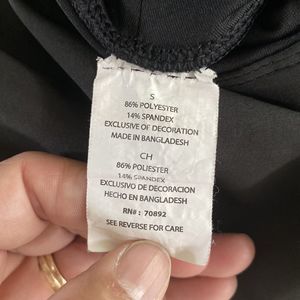 S
86% POLYESTER
14% SPANDEX
EXCLUSIVE OF DECORATION
MADE IN BANGLADESH
CH
86% POLIESTER
14% SPANDEX
EXCLUSIVO DE DECORACION
HECHO EN BANGLADESH
RN# : 70892
SEE REVERSE FOR CARE